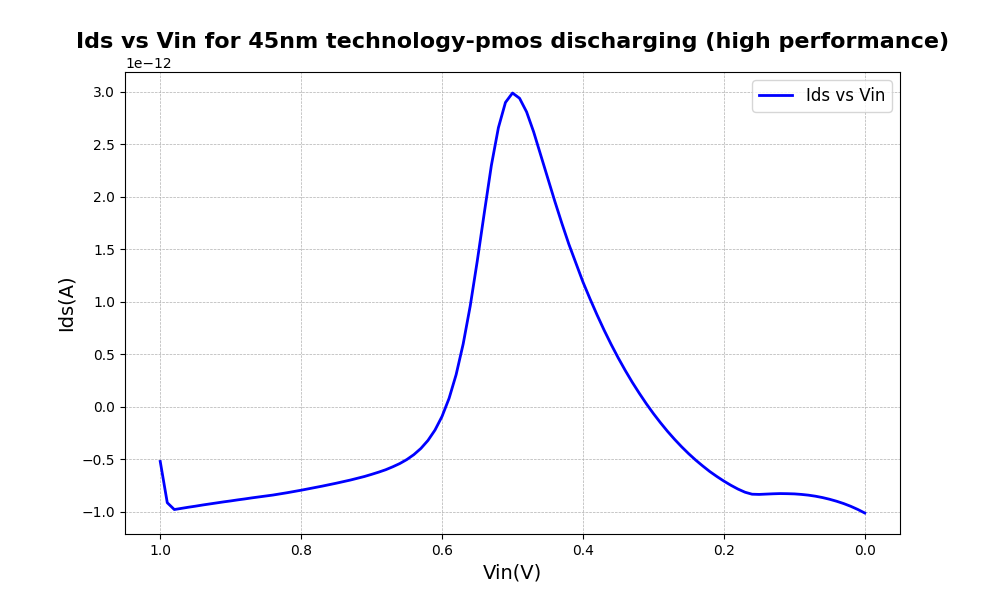 Ids vs Vin for 45nm technology-pmos discharging (high performance)
1e−12
Ids vs Vin
3.0
2.5
2.0
1.5
1.0
0.5
0.0
−0.5
−1.0
Ids(A)
1.0 0.8 0.6 0.4 0.2 0.0
Vin(V)